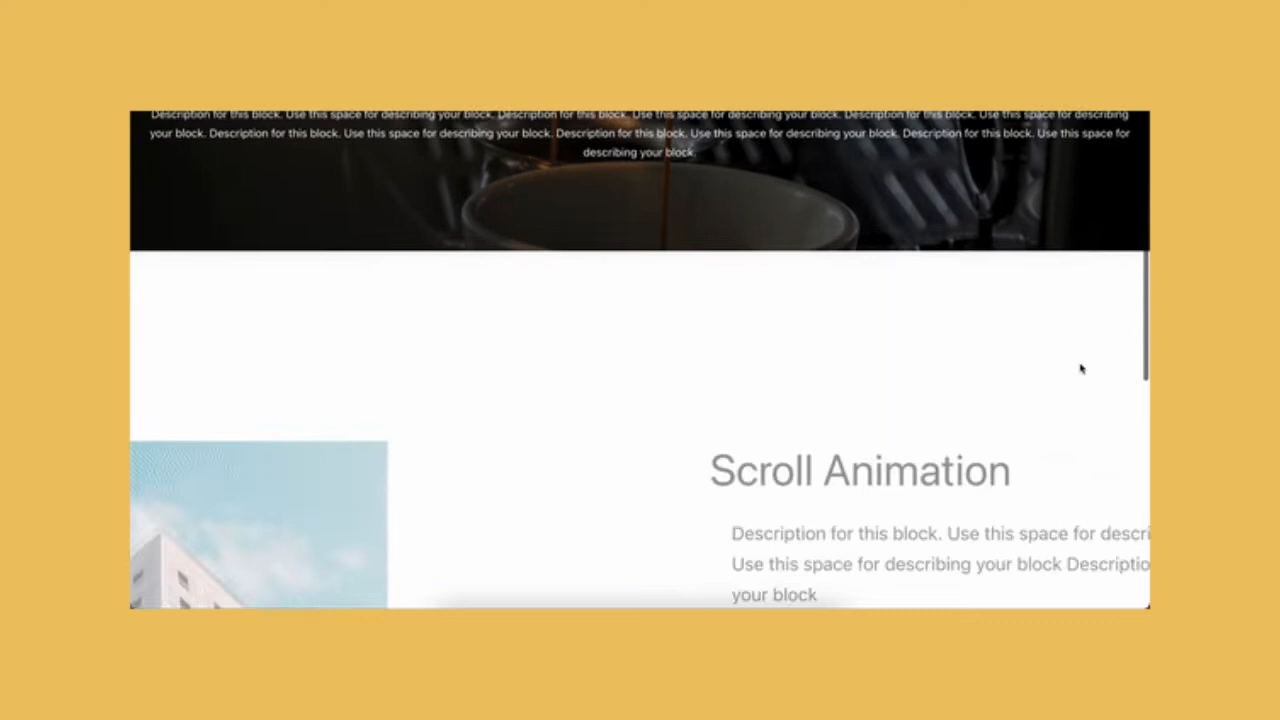 Description for this block. Use this space for describing your block. Description for this block. Use this space for describing your block. Description for this block. Use this space for describing
your block. Description for this block. Use this space for describing your block. Description for this block. Use this space for describing your block. Description for this block. Use this space for
describing your block.
Scroll Animation
Description for this block. Use this space for descri
Use this space for describing your block Descriptio
your block